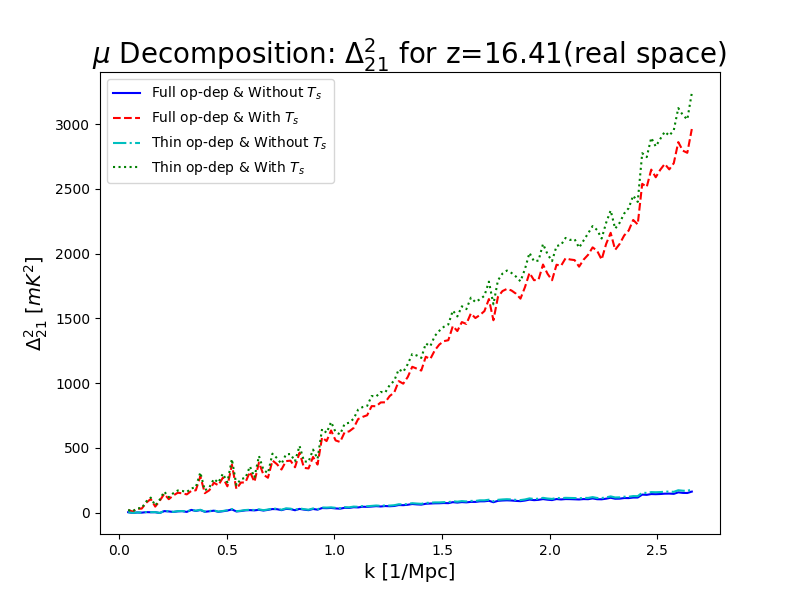 μ Decomposition: Δ²₂₁ for z=16.41(real space)
Full op-dep & Without Tₛ
Full op-dep & With Tₛ
Thin op-dep & Without Tₛ
Thin op-dep & With Tₛ
Δ²₂₁ [mK²]
3000
2500
2000
1500
1000
500
0
0.0 0.5 1.0 1.5 2.0 2.5
k [1/Mpc]